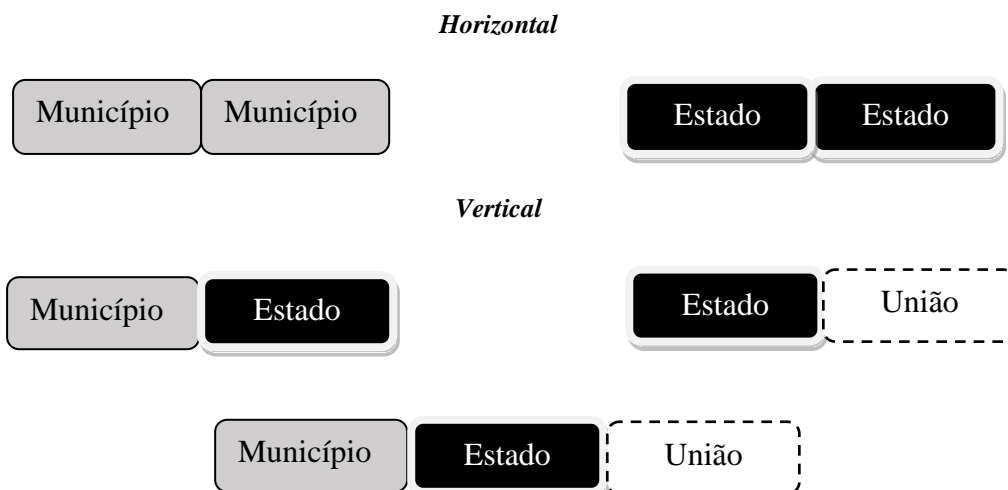 Horizontal
Município Município Estado Estado
Vertical
Município Estado Estado União
Município Estado União